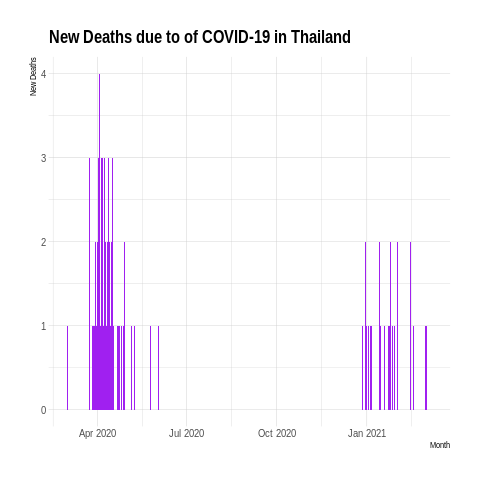 New Deaths due to of COVID-19 in Thailand
New Deaths
4
3
2
1
0
Apr 2020 Jul 2020 Oct 2020 Jan 2021
Month